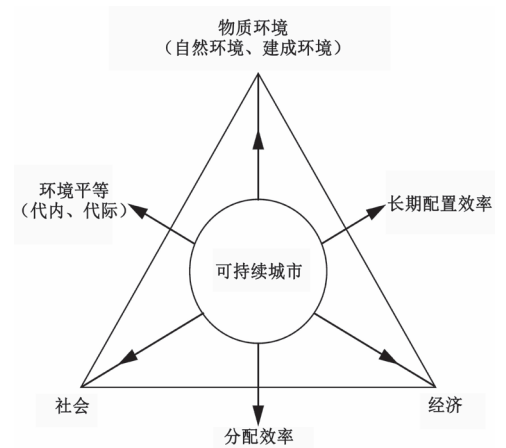 物质环境
（自然环境、建成环境）
环境平等
（代内、代际）
长期配置效率
可持续城市
社会
经济
分配效率